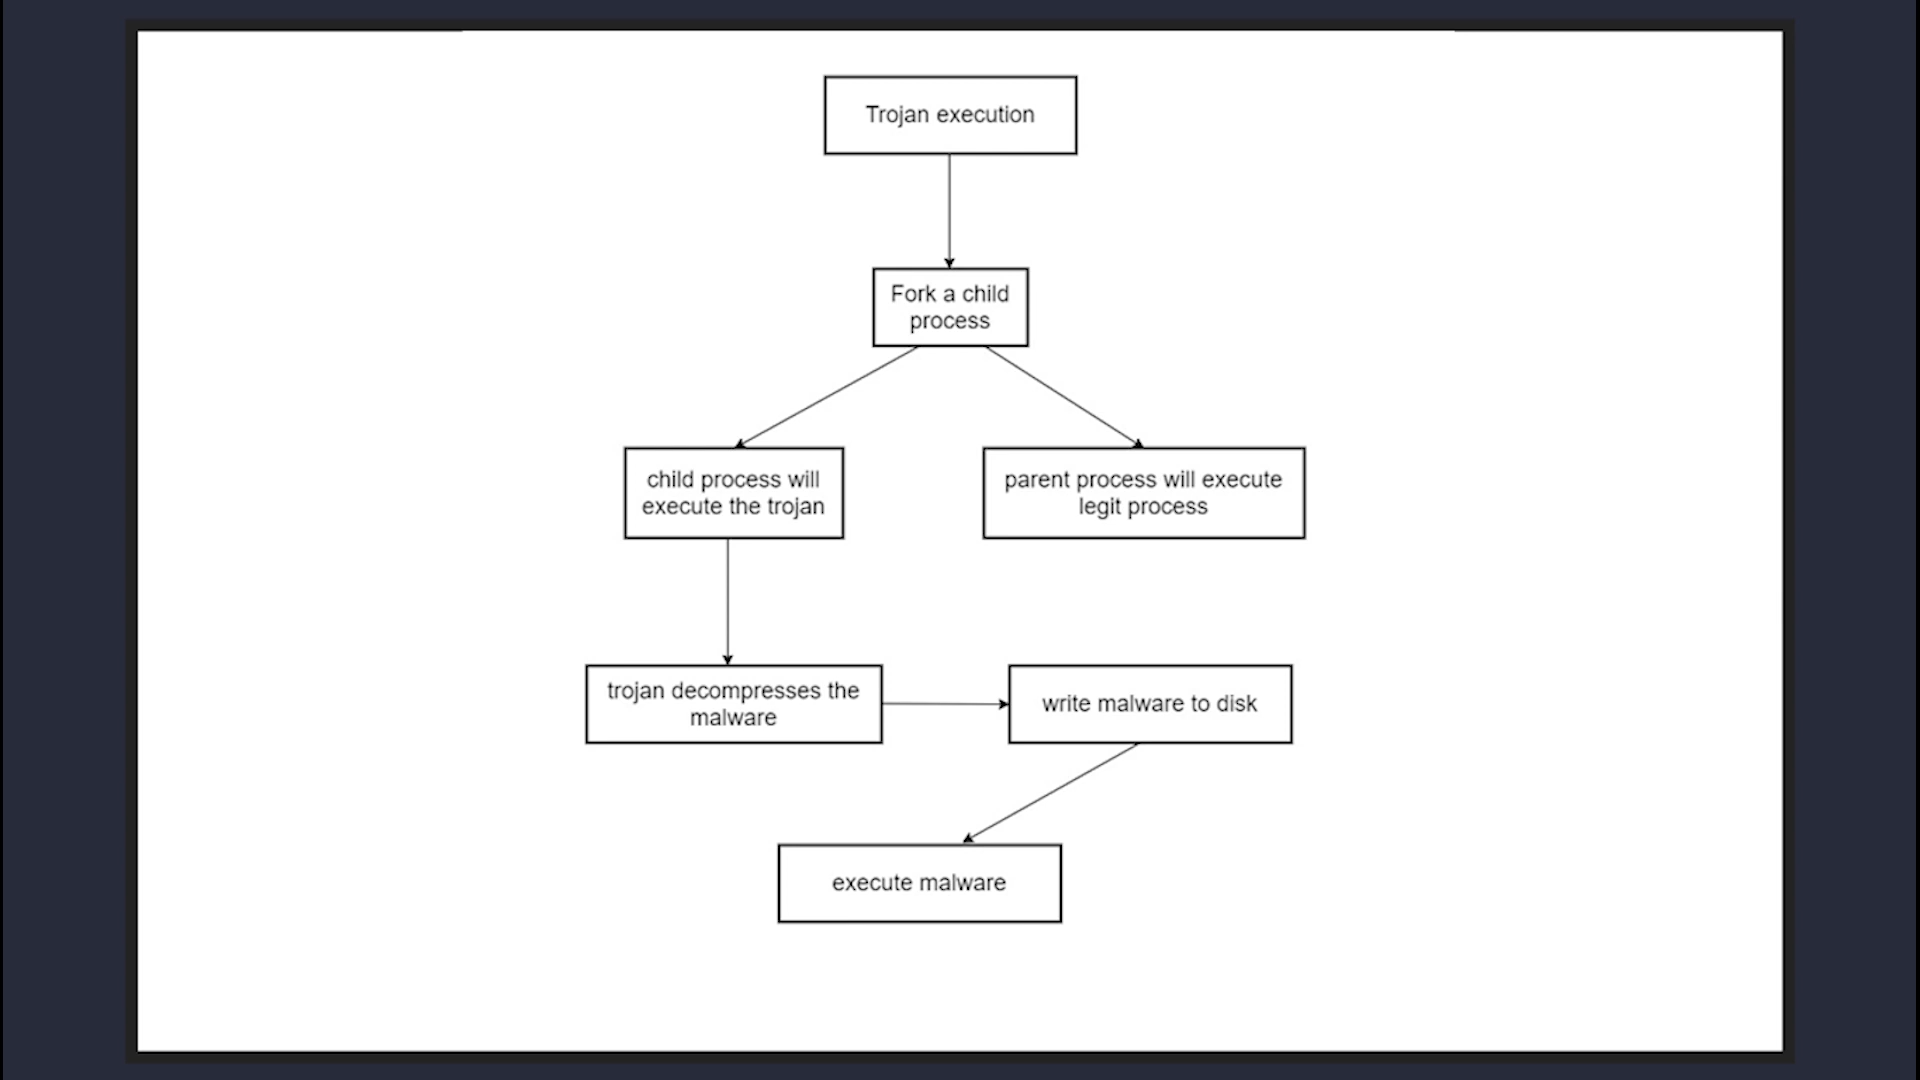 Trojan execution
Fork a child
process
child process will
execute the trojan
parent process will execute
legit process
trojan decompresses the
malware
write malware to disk
execute malware